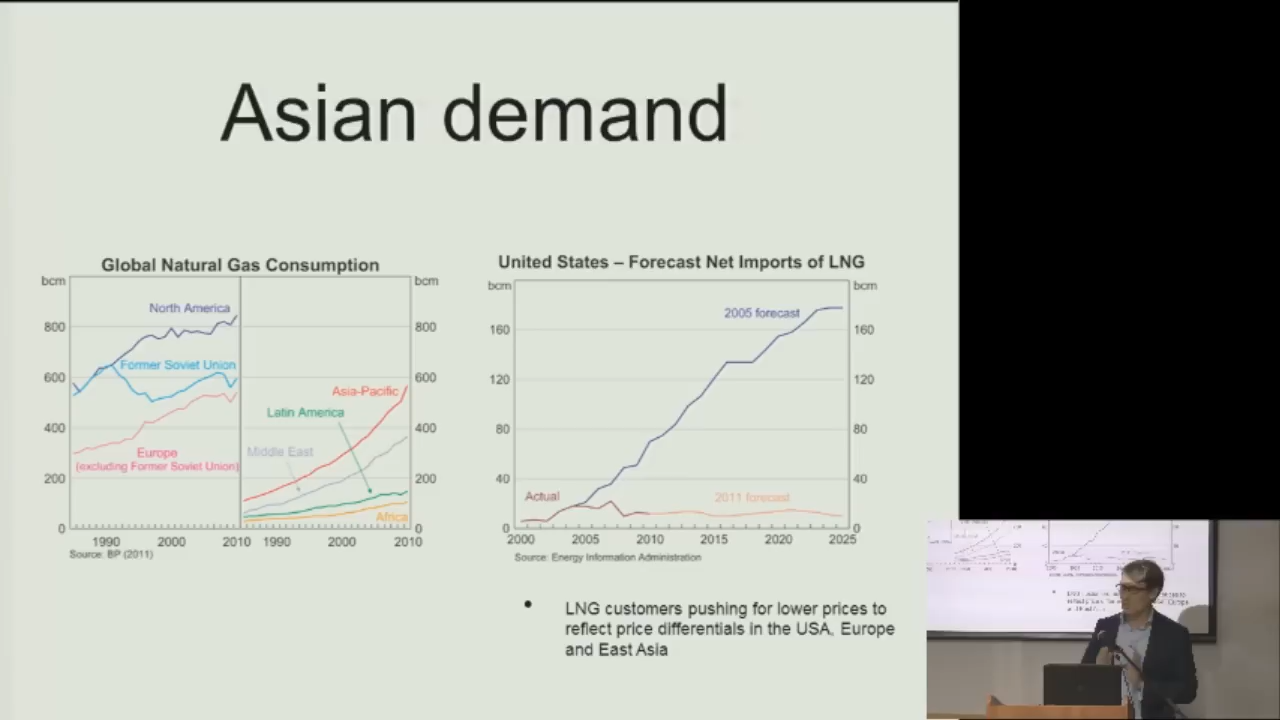 Asian demand
Global Natural Gas Consumption
bcm
bcm
North America
800
800
Former Soviet Union
600
600
Asia-Pacific
Latin America
400
400
Middle East
Europe
(excluding Former Soviet Union)
200
200
Africa
0
0
1990
2000
2010
1990
2000
2010
Source: BP (2011)
United States – Forecast Net Imports of LNG
bcm
bcm
2005 forecast
160
160
120
120
80
80
40
40
Actual
2011 forecast
0
0
2000
2005
2010
2015
2020
2025
Source: Energy Information Administration
• LNG customers pushing for lower prices to
reflect price differentials in the USA, Europe
and East Asia